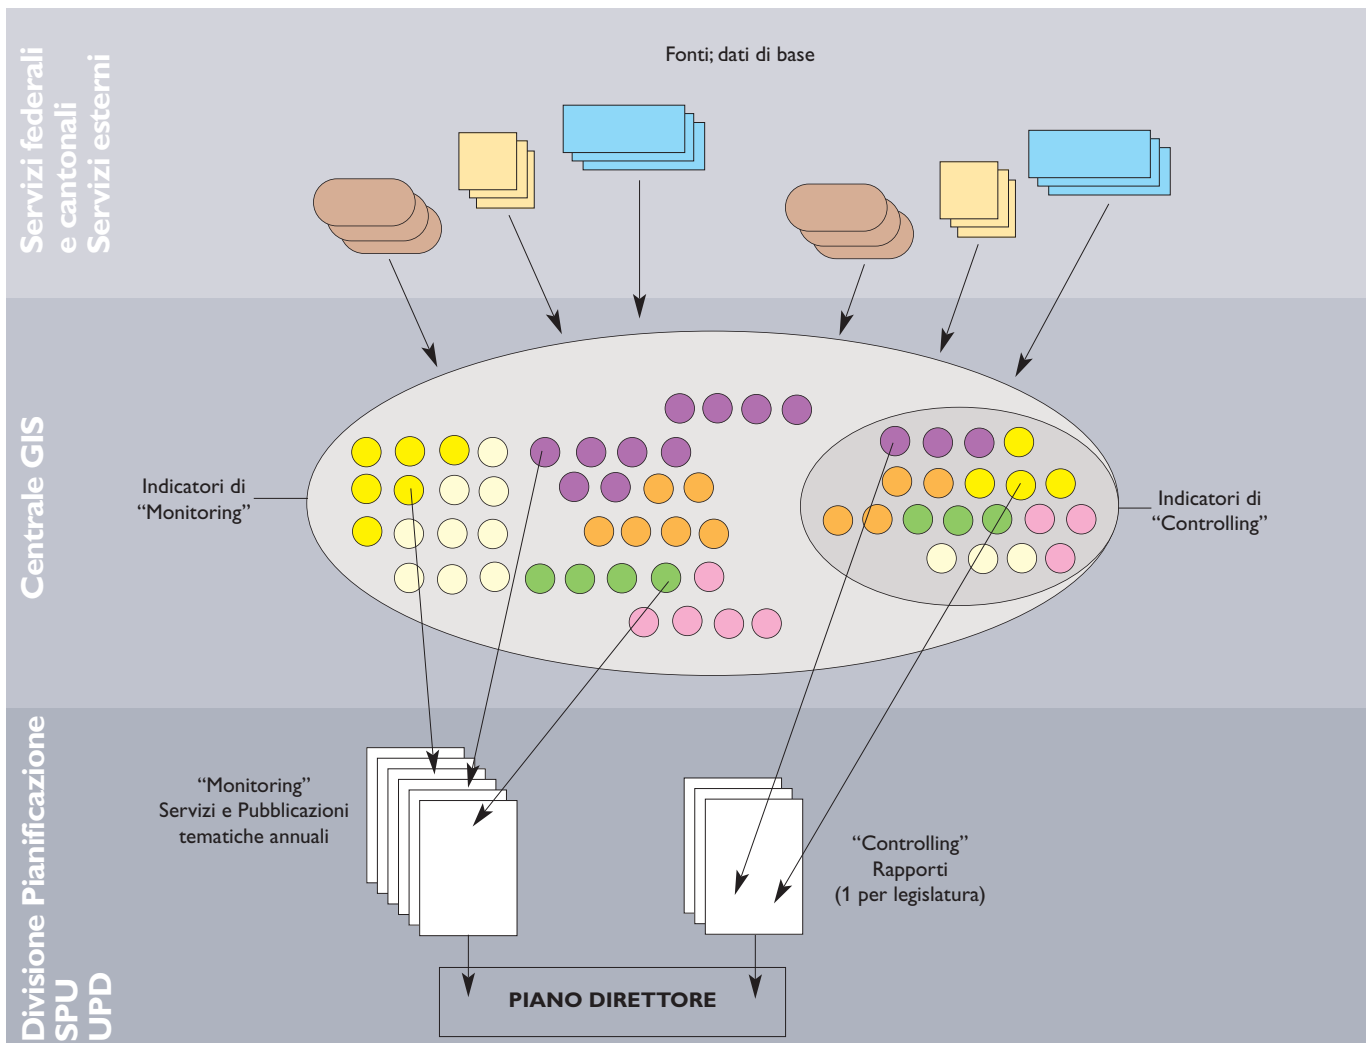 Servizi federali
e cantonali
Servizi esterni
Fonti; dati di base
Centrale GIS
Indicatori di
“Monitoring”
Indicatori di
“Controlling”
Divisione Pianificazione
SPU
UPD
“Monitoring”
Servizi e Pubblicazioni
tematiche annuali
“Controlling”
Rapporti
(1 per legislatura)
PIANO DIRETTORE